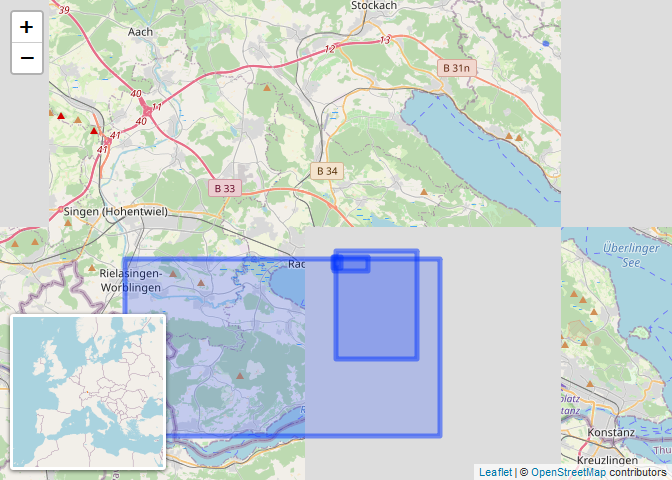 39
Stockach
+
Aach
12
13
−
B 31n
40
11
40
41
41
B 34
B 33
Singen (Hohentwiel)
Überlinger
See
Rielasingen-
Worblingen
Konstanz
Kreuzlingen
Leaflet | © OpenStreetMap contributors